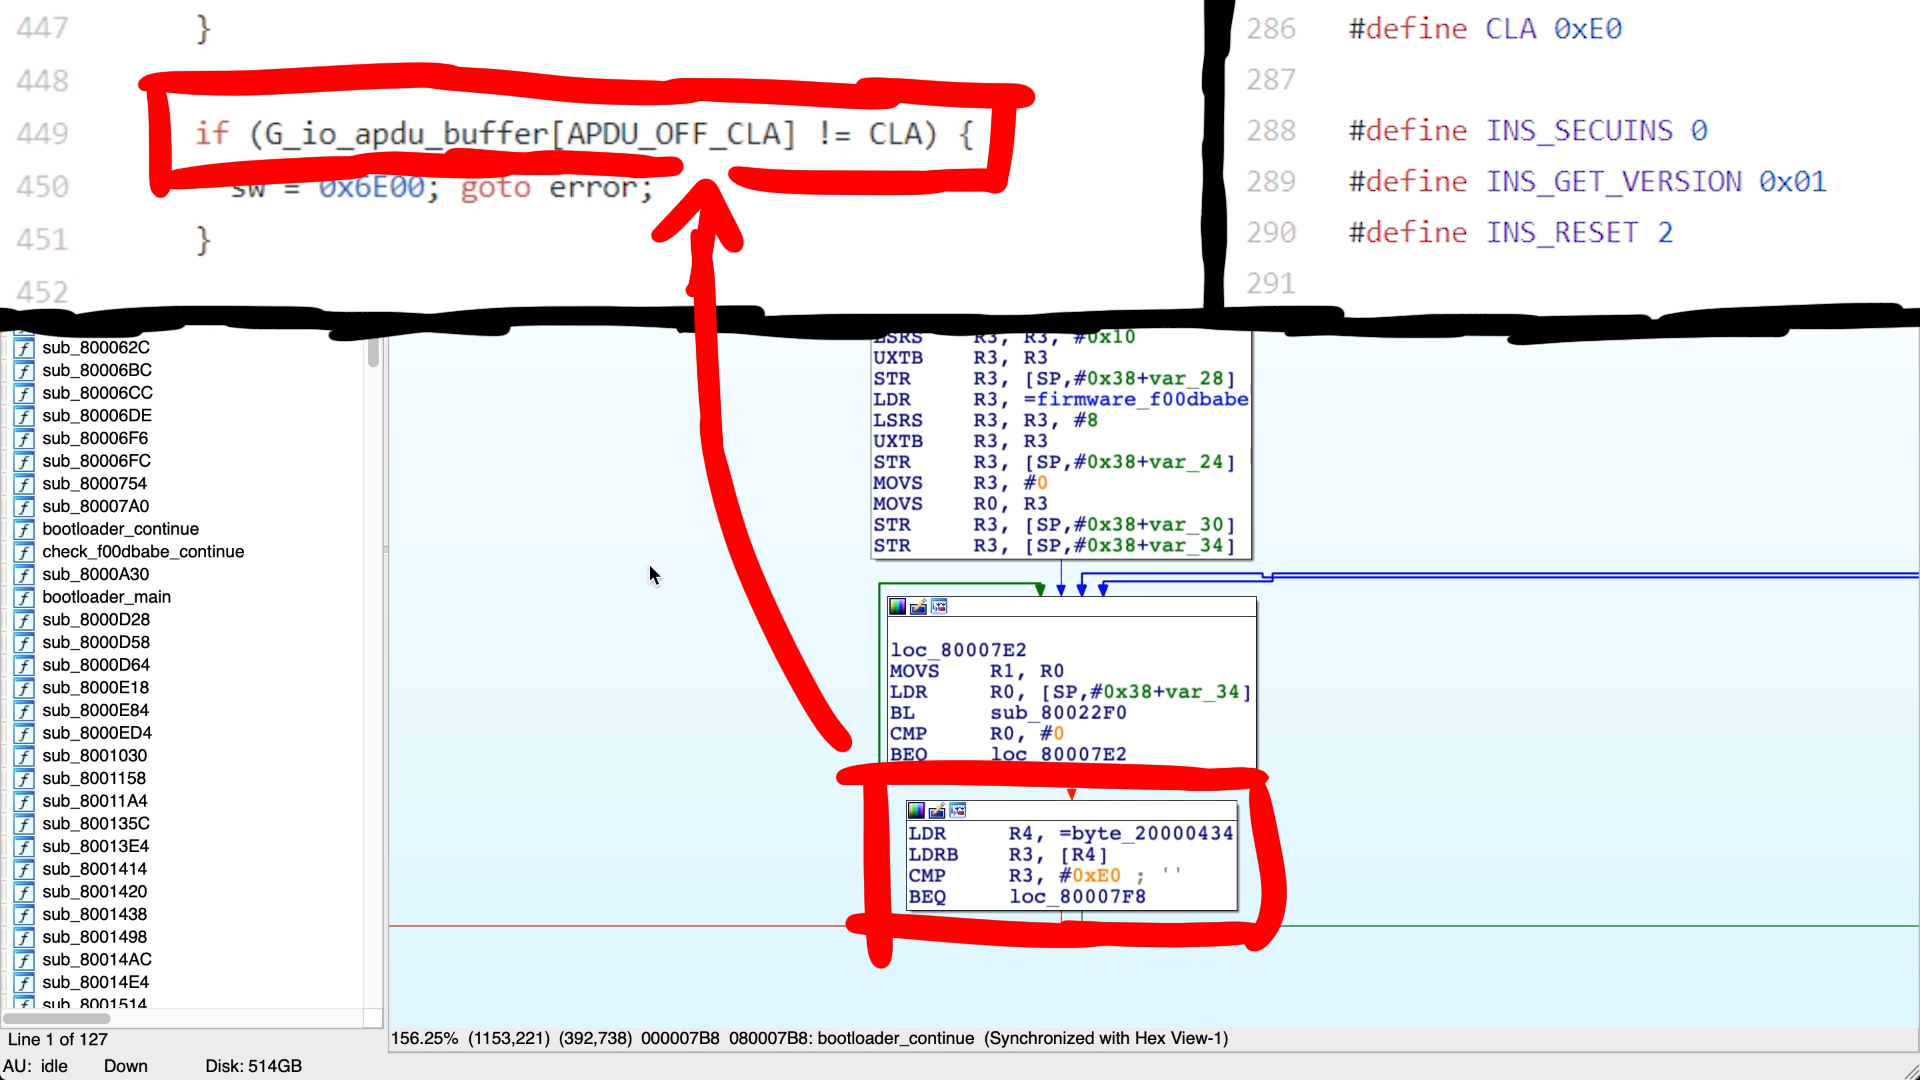 447 }
448
449 if (G_io_apdu_buffer[APDU_OFF_CLA] != CLA) {
450 sw = 0x6E00; goto error;
451 }
452
286 #define CLA 0xE0
287
288 #define INS_SECUINS 0
289 #define INS_GET_VERSION 0x01
290 #define INS_RESET 2
291
f sub_800062C
f sub_80006BC
f sub_80006CC
f sub_80006DE
f sub_80006F6
f sub_80006FC
f sub_8000754
f sub_80007A0
f bootloader_continue
f check_f00dbabe_continue
f sub_8000A30
f bootloader_main
f sub_8000D28
f sub_8000D58
f sub_8000D64
f sub_8000E18
f sub_8000E84
f sub_8000ED4
f sub_8001030
f sub_8001158
f sub_80011A4
f sub_800135C
f sub_80013E4
f sub_8001414
f sub_8001420
f sub_8001438
f sub_8001498
f sub_80014AC
f sub_80014E4
f sub_8001514
Line 1 of 127
LSRS R3, R3, #0x10
UXTB R3, R3
STR R3, [SP,#0x38+var_28]
LDR R3, =firmware_f00dbabe
LSRS R3, R3, #8
UXTB R3, R3
STR R3, [SP,#0x38+var_24]
MOVS R3, #0
MOVS R0, R3
STR R3, [SP,#0x38+var_30]
STR R3, [SP,#0x38+var_34]
loc_80007E2
MOVS R1, R0
LDR R0, [SP,#0x38+var_34]
BL sub_80022F0
CMP R0, #0
BEQ loc_80007E2
LDR R4, =byte_20000434
LDRB R3, [R4]
CMP R3, #0xE0 ; ''
BEQ loc_80007F8
156.25% (1153,221) (392,738) 000007B8 080007B8: bootloader_continue (Synchronized with Hex View-1)
AU: idle Down Disk: 514GB